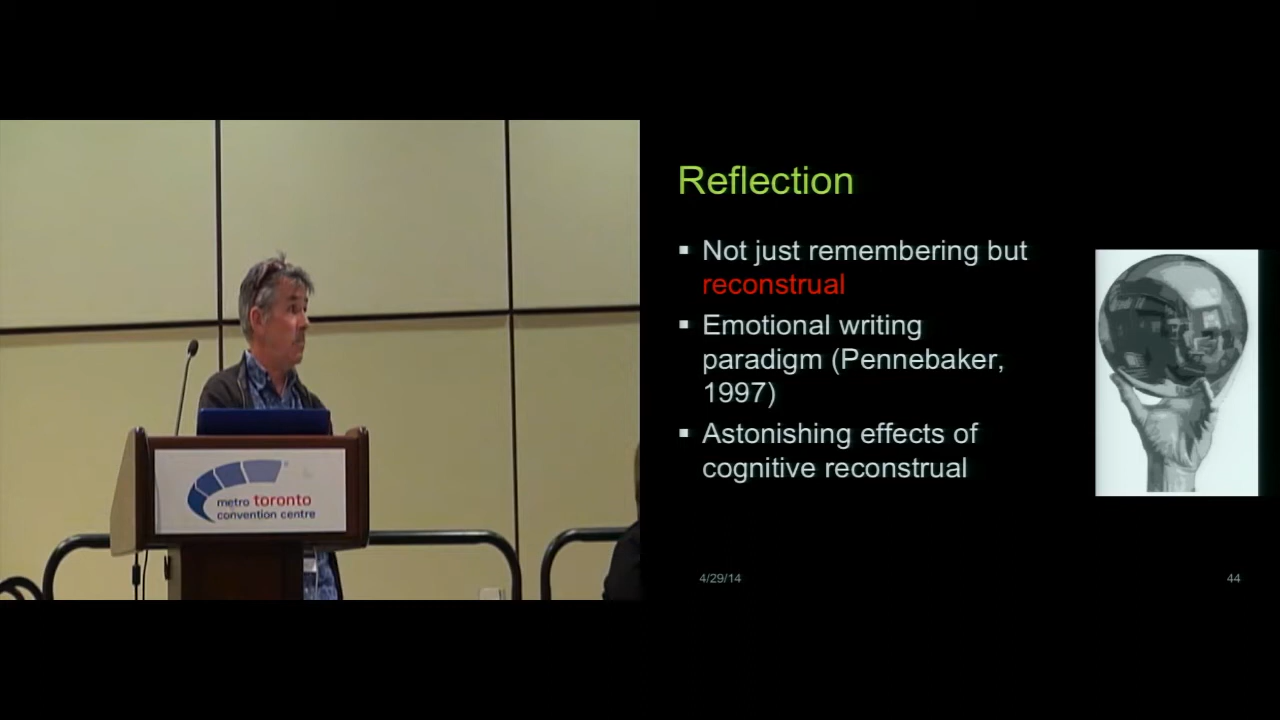 metro toronto
convention centre
Reflection
▪ Not just remembering but
reconstrual
▪ Emotional writing
paradigm (Pennebaker,
1997)
▪ Astonishing effects of
cognitive reconstrual
4/29/14
44